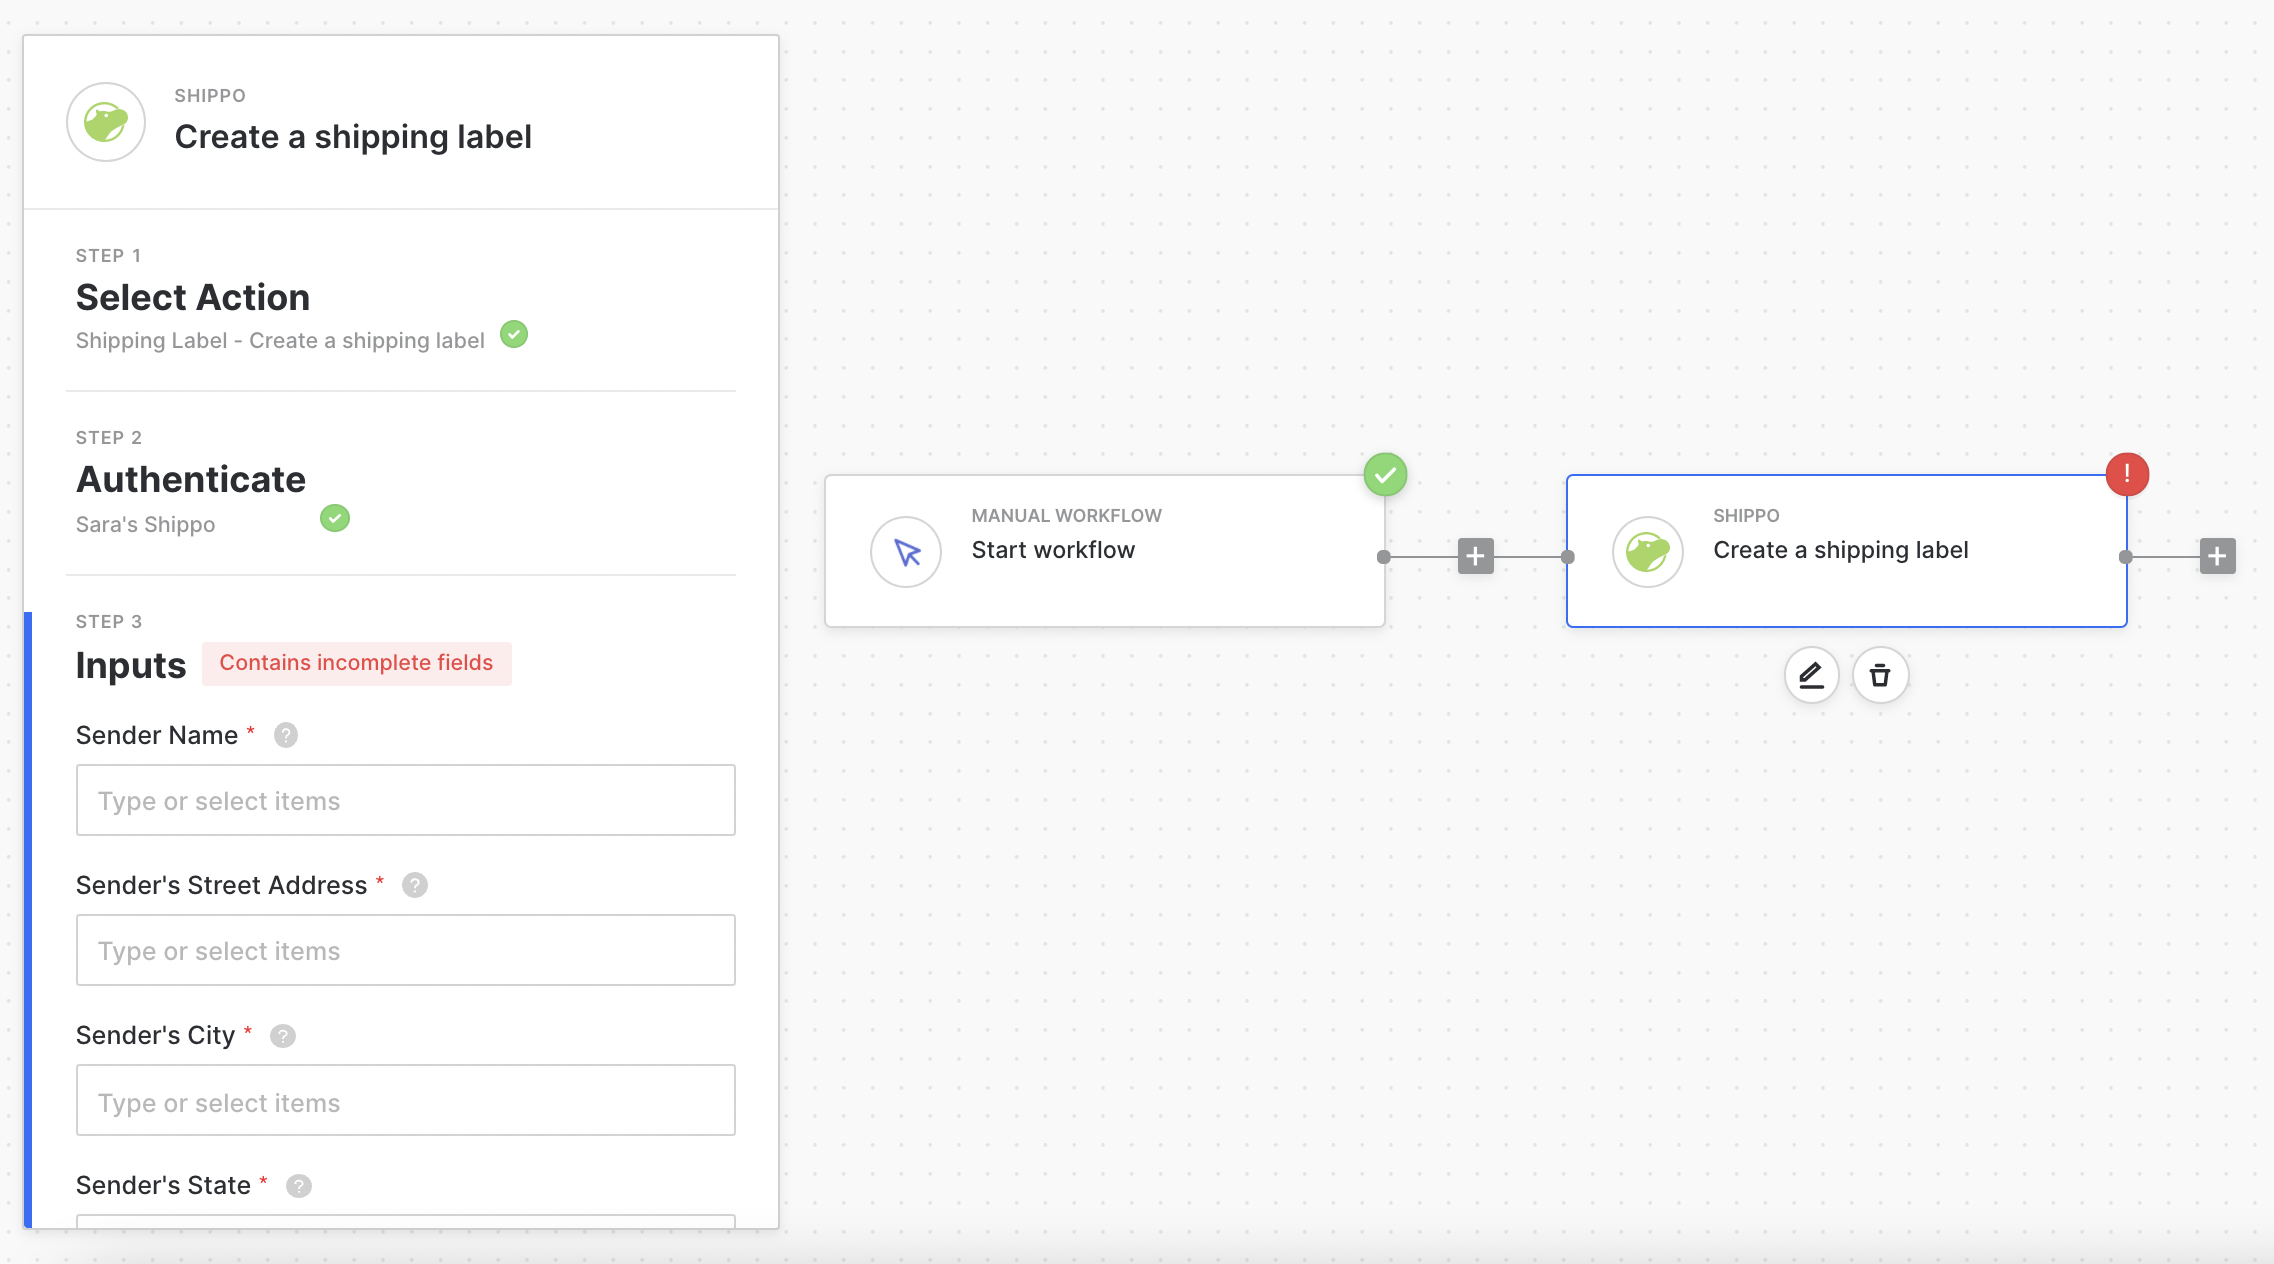 SHIPPO
Create a shipping label
STEP 1
Select Action
Shipping Label - Create a shipping label
STEP 2
Authenticate
Sara's Shippo
STEP 3
Inputs Contains incomplete fields
Sender Name * ?
Type or select items
Sender's Street Address * ?
Type or select items
Sender's City * ?
Type or select items
Sender's State * ?
MANUAL WORKFLOW
Start workflow
SHIPPO
Create a shipping label
!